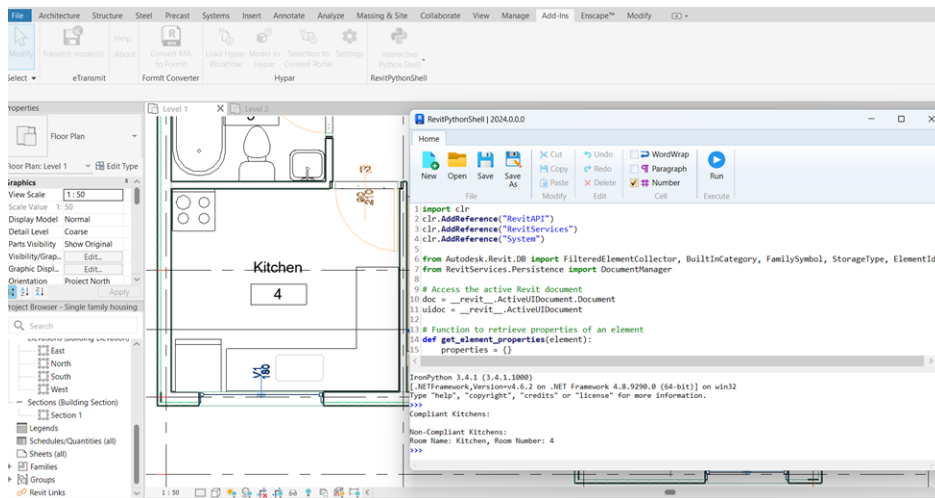 File Architecture Structure Steel Precast Systems Insert Annotate Analyze Massing & Site Collaborate View Manage Add-Ins Enscape™ Modify
Modify Transmit model(s) Help About Convert RFA to FormIt Load Hypar Workflow Model to Hypar Selection to Content Portal Settings Interactive Python Shell
Select eTransmit FormIt Converter Hypar RevitPythonShell
Properties
Floor Plan
Floor Plan: Level 1 Edit Type
Graphics
View Scale 1 : 50
Scale Value 1: 50
Display Model Normal
Detail Level Coarse
Parts Visibility Show Original
Visibility/Grap... Edit...
Graphic Displ... Edit...
Orientation Project North
Apply
Project Browser - Single family housing
Search
Elevations (Building Elevation)
East
North
South
West
Sections (Building Section)
Section 1
Legends
Schedules/Quantities (all)
Sheets (all)
Families
Groups
Revit Links
Level 1 Level 2
P2
90
210
Kitchen
4
V1
180
1 : 50
RevitPythonShell | 2024.0.0.0
Home
New Open Save Save As
Cut Copy Paste
Undo Redo Delete
WordWrap Paragraph Number
Run
File Modify Edit Cell Execute
1 import clr
2 clr.AddReference("RevitAPI")
3 clr.AddReference("RevitServices")
4 clr.AddReference("System")
5
6 from Autodesk.Revit.DB import FilteredElementCollector, BuiltInCategory, FamilySymbol, StorageType, ElementId
7 from RevitServices.Persistence import DocumentManager
8
9 # Access the active Revit document
10 doc = __revit__.ActiveUIDocument.Document
11 uidoc = __revit__.ActiveUIDocument
12
13 # Function to retrieve properties of an element
14 def get_element_properties(element):
15 properties = {}
IronPython 3.4.1 (3.4.1.1000)
[.NETFramework,Version=v4.6.2 on .NET Framework 4.8.9290.0 (64-bit)] on win32
Type "help", "copyright", "credits" or "license" for more information.
>>>
Compliant Kitchens:
Non-Compliant Kitchens:
Room Name: Kitchen, Room Number: 4
>>>